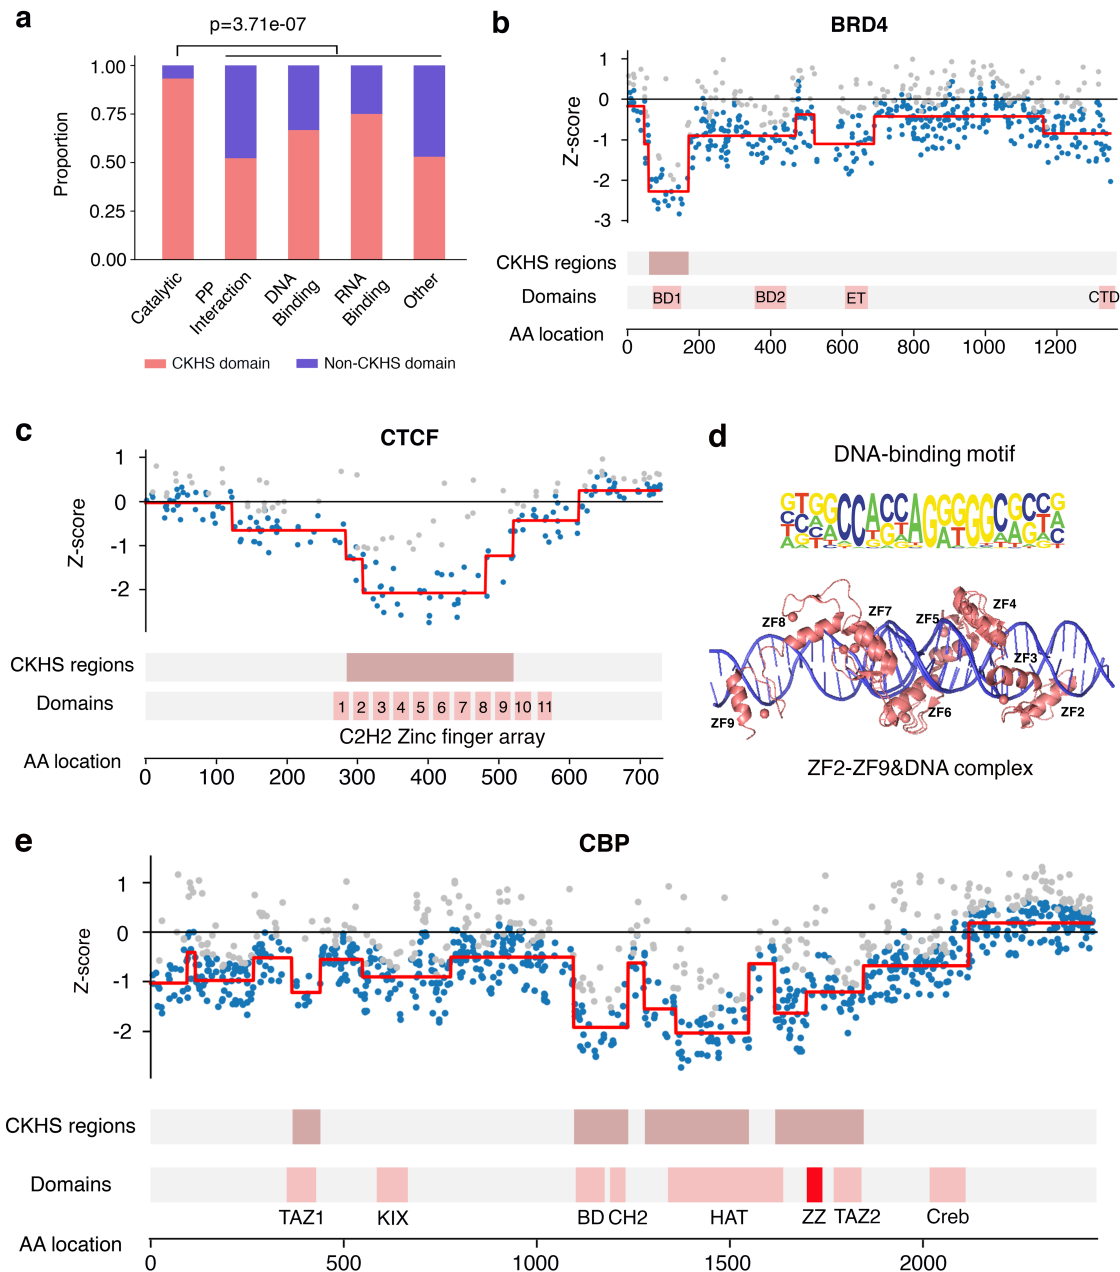 a
p=3.71e-07
Proportion
1.00
0.75
0.50
0.25
0.00
Catalytic
PP
Interaction
DNA
Binding
RNA
Binding
Other
CKHS domain
Non-CKHS domain
b
BRD4
Z-score
1
0
-1
-2
-3
CKHS regions
Domains
BD1
BD2
ET
CTD
AA location
0 200 400 600 800 1000 1200
c
CTCF
Z-score
1
0
-1
-2
CKHS regions
Domains
1 2 3 4 5 6 7 8 9 10 11
C2H2 Zinc finger array
AA location
0 100 200 300 400 500 600 700
d
DNA-binding motif
ZF8
ZF7
ZF5
ZF4
ZF3
ZF9
ZF6
ZF2
ZF2-ZF9&DNA complex
e
CBP
Z-score
1
0
-1
-2
CKHS regions
Domains
TAZ1 KIX BD CH2 HAT ZZ TAZ2 Creb
AA location
0 500 1000 1500 2000